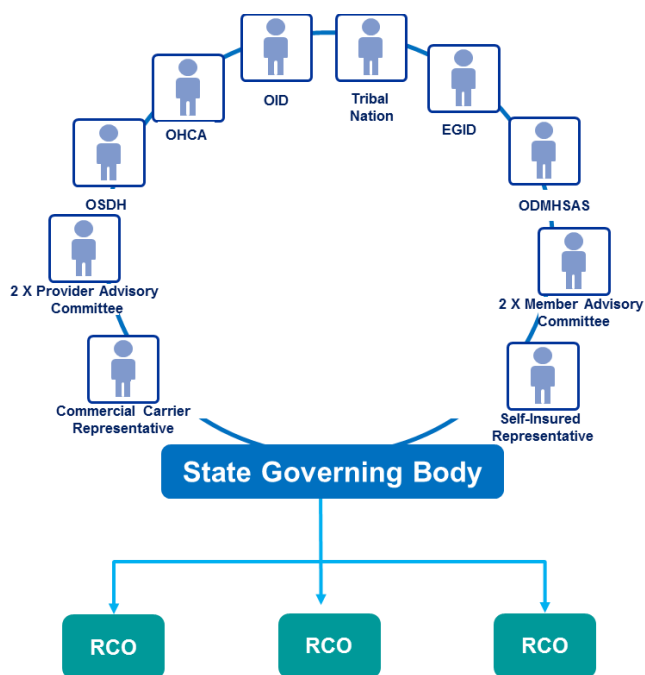 OID
Tribal
Nation
OHCA
EGID
OSDH
ODMHSAS
2 X Provider Advisory
Committee
2 X Member Advisory
Committee
Commercial Carrier
Representative
Self-Insured
Representative
State Governing Body
RCO
RCO
RCO